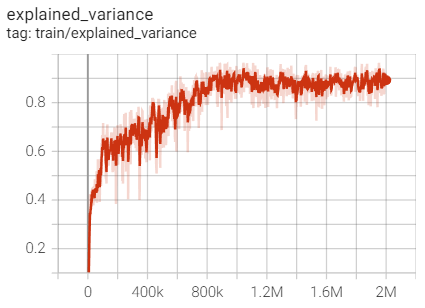 explained_variance
tag: train/explained_variance
0.8
0.6
0.4
0.2
0 400k 800k 1.2M 1.6M 2M